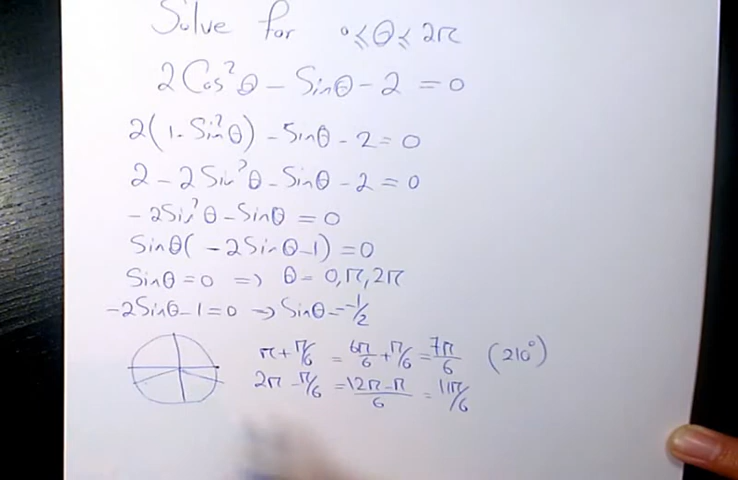 Solve for 0 ≤ θ ≤ 2π
2Cos²θ - Sinθ - 2 = 0
2(1 - Sin²θ) - Sinθ - 2 = 0
2 - 2Sin²θ - Sinθ - 2 = 0
- 2Sin²θ - Sinθ = 0
Sinθ( - 2Sinθ - 1) = 0
Sinθ = 0 => θ = 0, π, 2π
- 2Sinθ - 1 = 0 -> Sinθ = -1/2
π + π/6 = 6π/6 + π/6 = 7π/6 (210°)
2π - π/6 = (12π - π)/6 = 11π/6